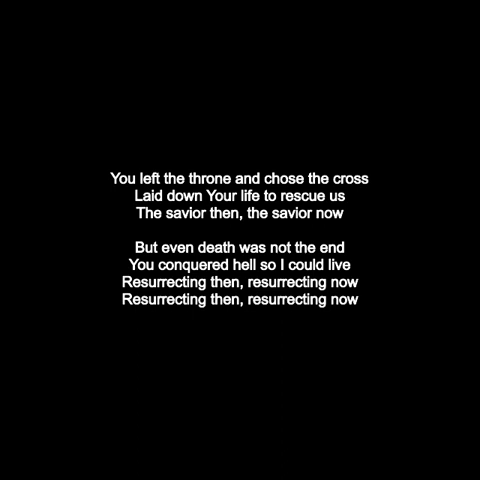 You left the throne and chose the cross
Laid down Your life to rescue us
The savior then, the savior now
But even death was not the end
You conquered hell so I could live
Resurrecting then, resurrecting now
Resurrecting then, resurrecting now